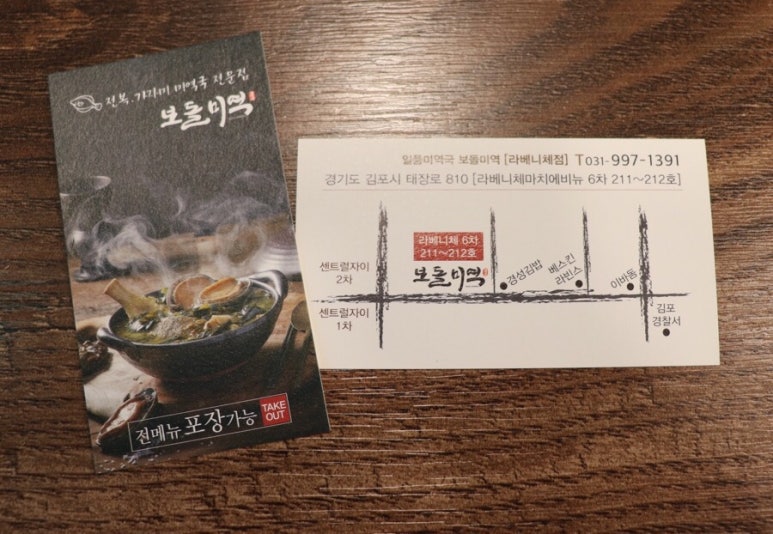 전복.가자미 미역국 전문점
보돌미역
전메뉴 포장가능 TAKE OUT
일품미역국 보돌미역 [라베니체점] T031-997-1391
경기도 김포시 태장로 810 [라베니체마치에비뉴 6차 211~212호]
라베니체 6차
211~212호
보돌미역
센트럴자이
2차
경성김밥
베스킨
라빈스
이바돔
센트럴자이
1차
김포
경찰서